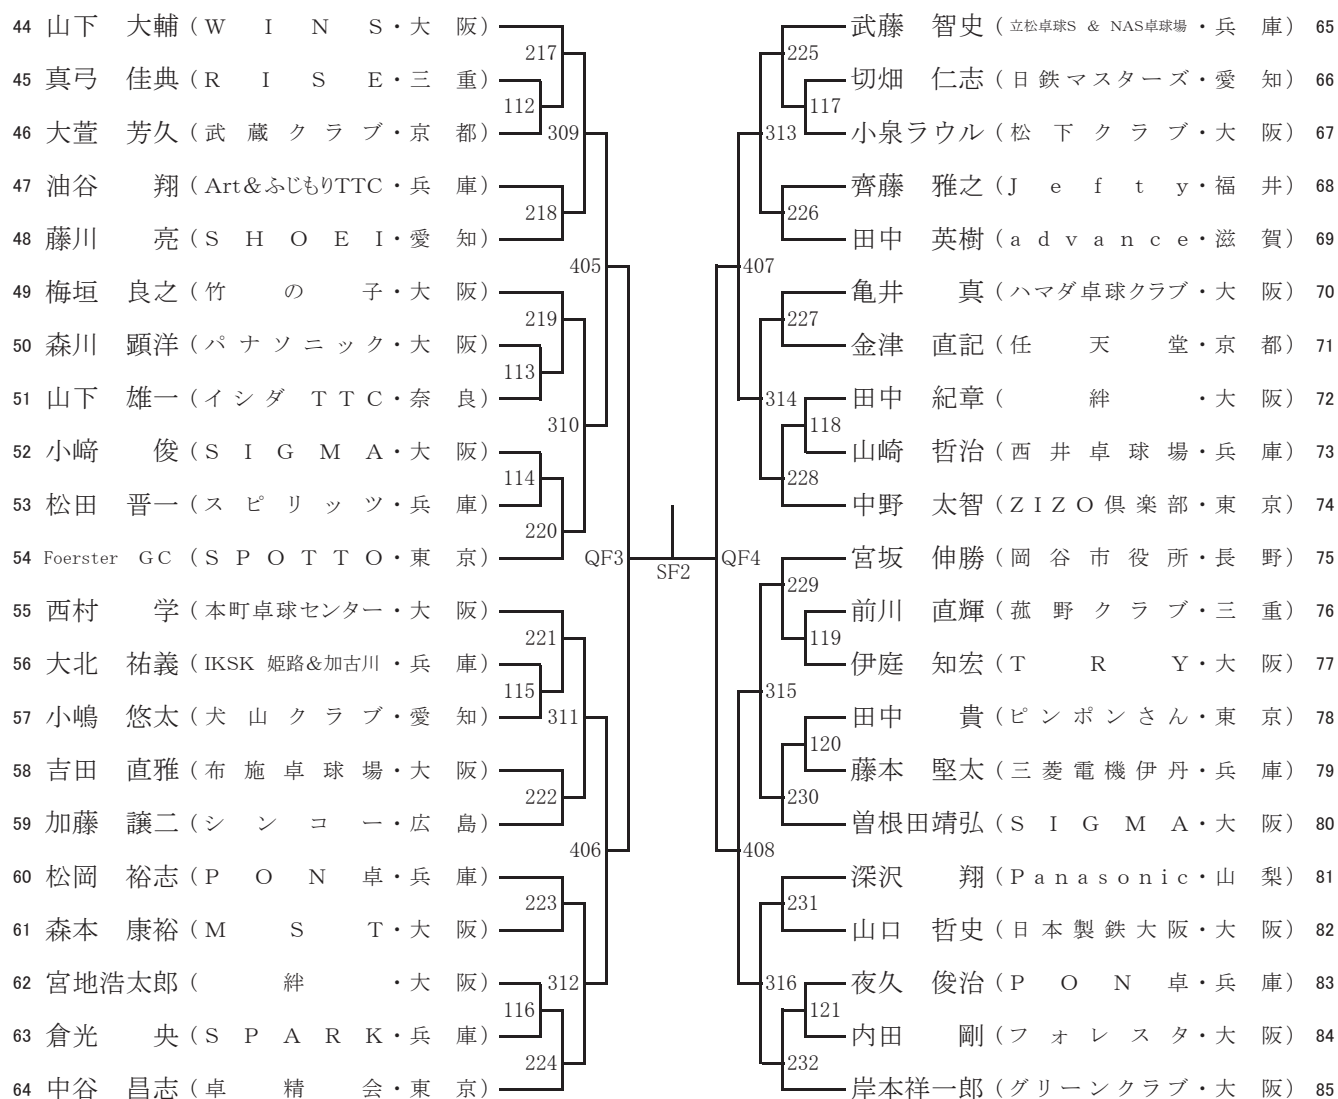 44 山下 大輔 (WINS・大阪)
217
45 真弓 佳典 (RISE・三重)
112
46 大萱 芳久 (武蔵クラブ・京都)
309
47 油谷 翔 (Art&ふじもりTTC・兵庫)
218
48 藤川 亮 (SHOEI・愛知)
405
49 梅垣 良之 (竹の子・大阪)
219
50 森川 顕洋 (パナソニック・大阪)
113
51 山下 雄一 (イシダTTC・奈良)
310
52 小﨑 俊 (SIGMA・大阪)
114
53 松田 晋一 (スピリッツ・兵庫)
220
54 Foerster GC (SPOTTO・東京)
QF3
55 西村 学 (本町卓球センター・大阪)
221
56 大北 祐義 (IKSK 姫路&加古川・兵庫)
115
57 小嶋 悠太 (犬山クラブ・愛知)
311
58 吉田 直雅 (布施卓球場・大阪)
222
59 加藤 譲二 (シンコー・広島)
406
60 松岡 裕志 (PON卓・兵庫)
223
61 森本 康裕 (MST・大阪)
62 宮地浩太郎 (絆・大阪)
312
116
63 倉光 央 (SPARK・兵庫)
224
64 中谷 昌志 (卓精会・東京)
SF2
武藤 智史 (立松卓球S & NAS卓球場・兵庫) 65
225
切畑 仁志 (日鉄マスターズ・愛知) 66
117
小泉ラウル (松下クラブ・大阪) 67
313
齊藤 雅之 (Jefty・福井) 68
226
田中 英樹 (advance・滋賀) 69
407
亀井 真 (ハマダ卓球クラブ・大阪) 70
227
金津 直記 (任天堂・京都) 71
田中 紀章 (絆・大阪) 72
314
118
山崎 哲治 (西井卓球場・兵庫) 73
228
中野 太智 (ZIZO倶楽部・東京) 74
QF4
宮坂 伸勝 (岡谷市役所・長野) 75
229
前川 直輝 (菰野クラブ・三重) 76
119
伊庭 知宏 (TRY・大阪) 77
315
田中 貴 (ピンポンさん・東京) 78
120
藤本 堅太 (三菱電機伊丹・兵庫) 79
230
曽根田靖弘 (SIGMA・大阪) 80
408
深沢 翔 (Panasonic・山梨) 81
231
山口 哲史 (日本製鉄大阪・大阪) 82
夜久 俊治 (PON卓・兵庫) 83
316
121
内田 剛 (フォレスタ・大阪) 84
232
岸本祥一郎 (グリーンクラブ・大阪) 85